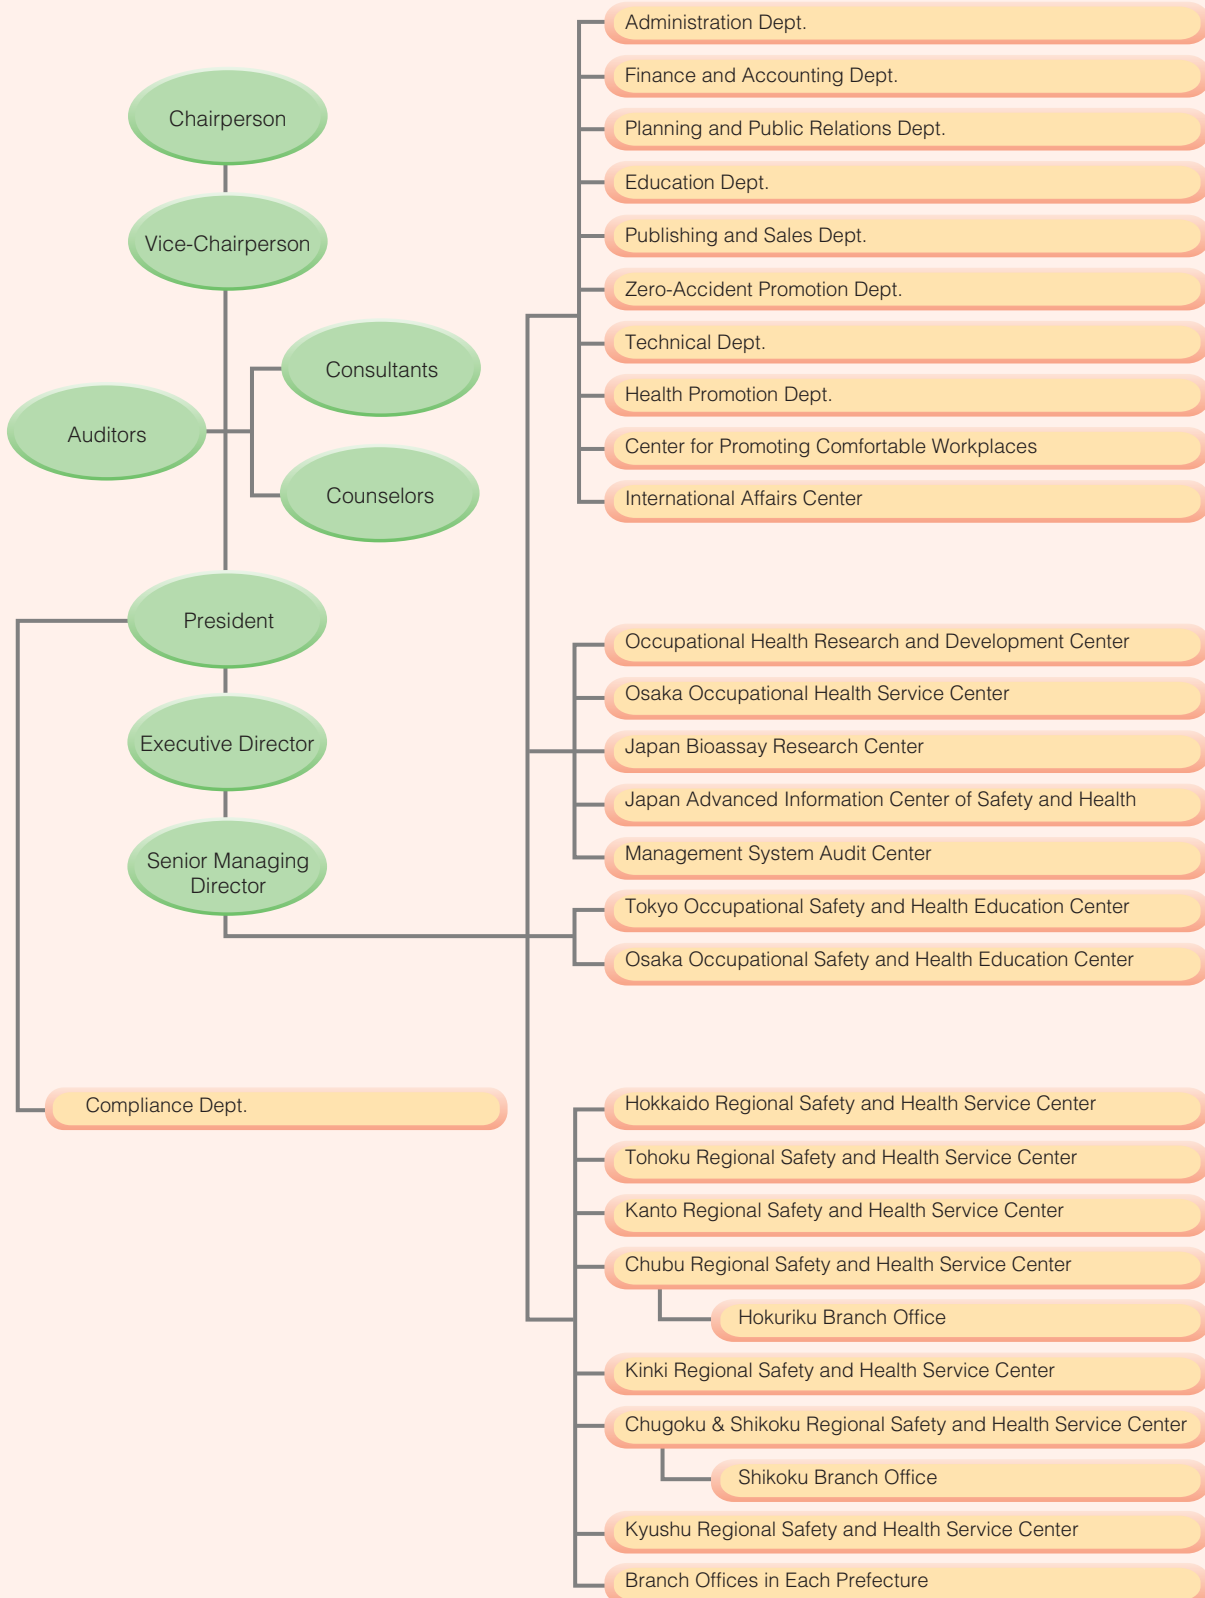 Chairperson
Vice-Chairperson
Consultants
Auditors
Counselors
President
Executive Director
Senior Managing
Director
Compliance Dept.
Administration Dept.
Finance and Accounting Dept.
Planning and Public Relations Dept.
Education Dept.
Publishing and Sales Dept.
Zero-Accident Promotion Dept.
Technical Dept.
Health Promotion Dept.
Center for Promoting Comfortable Workplaces
International Affairs Center
Occupational Health Research and Development Center
Osaka Occupational Health Service Center
Japan Bioassay Research Center
Japan Advanced Information Center of Safety and Health
Management System Audit Center
Tokyo Occupational Safety and Health Education Center
Osaka Occupational Safety and Health Education Center
Hokkaido Regional Safety and Health Service Center
Tohoku Regional Safety and Health Service Center
Kanto Regional Safety and Health Service Center
Chubu Regional Safety and Health Service Center
Hokuriku Branch Office
Kinki Regional Safety and Health Service Center
Chugoku & Shikoku Regional Safety and Health Service Center
Shikoku Branch Office
Kyushu Regional Safety and Health Service Center
Branch Offices in Each Prefecture